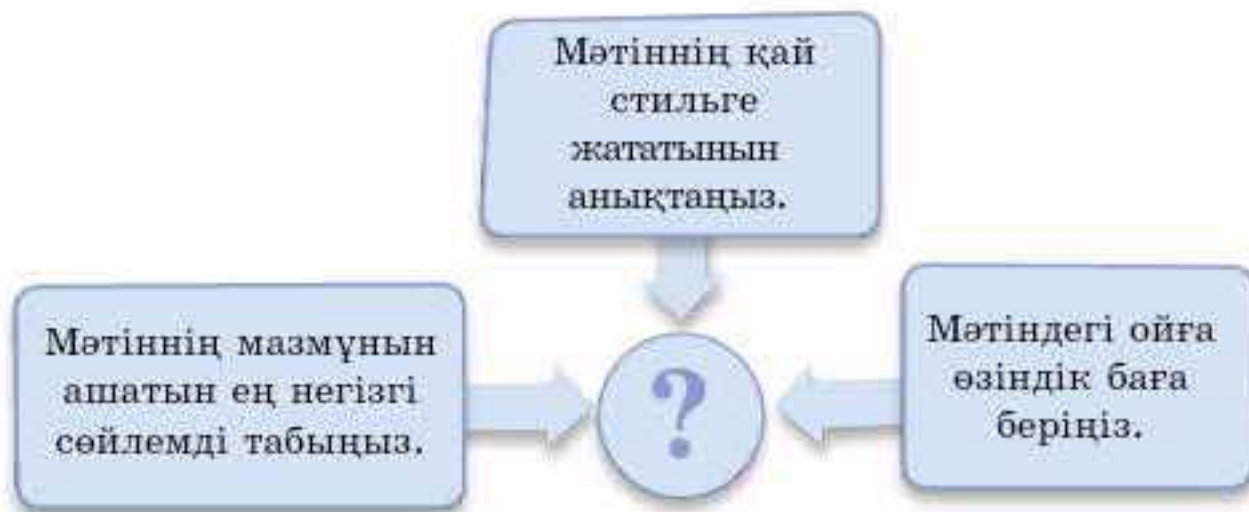 Мәтіннің қай
стильге
жататынын
анықтаңыз.
Мәтіннің мазмұнын
ашатын ең негізгі
сөйлемді табыңыз.
?
Мәтіндегі ойға
өзіндік баға
беріңіз.